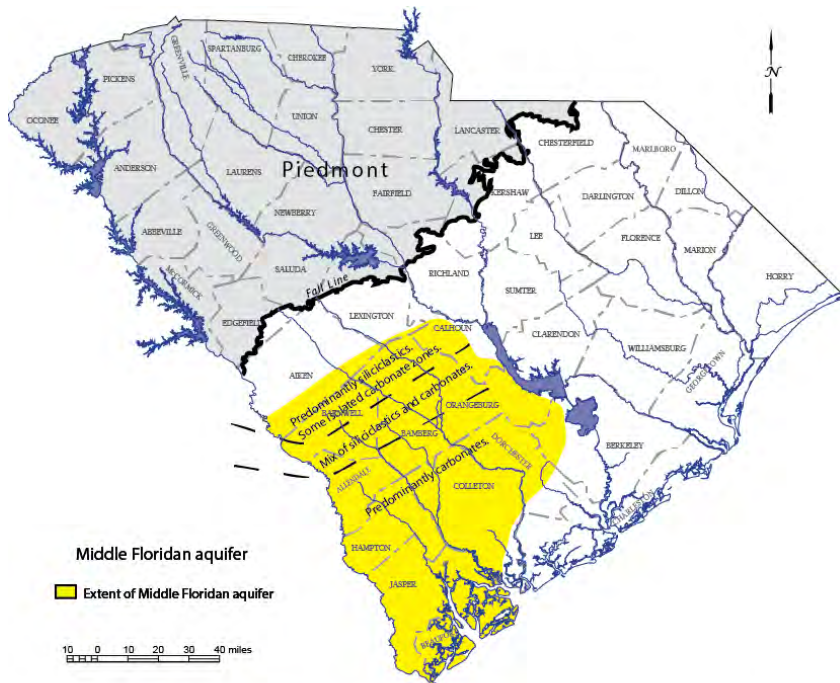 N
SPARTANBURG
CHEROKEE
YORK
GREENVILLE
PICKENS
OCONEE
UNION
CHESTER
LANCASTER
CHESTERFIELD
MARLBORO
ANDERSON
LAURENS
Piedmont
FAIRFIELD
KERSHAW
DARLINGTON
DILLON
NEWBERRY
LEE
ABBEVILLE
GREENWOOD
FLORENCE
MARION
SALUDA
RICHLAND
HORRY
MCCORMICK
Fall Line
SUMTER
EDGEFIELD
LEXINGTON
CALHOUN
CLARENDON
WILLIAMSBURG
AIKEN
GEORGETOWN
Predominantly siliciclastics.
Some isolated carbonate zones.
Mix of siliciclastics and carbonates.
BARNWELL
ORANGEBURG
BAMBERG
DORCHESTER
BERKELEY
Predominantly carbonates.
ALLENDALE
COLLETON
CHARLESTON
HAMPTON
JASPER
BEAUFORT
Middle Floridan aquifer
Extent of Middle Floridan aquifer
10 0 10 20 30 40 miles